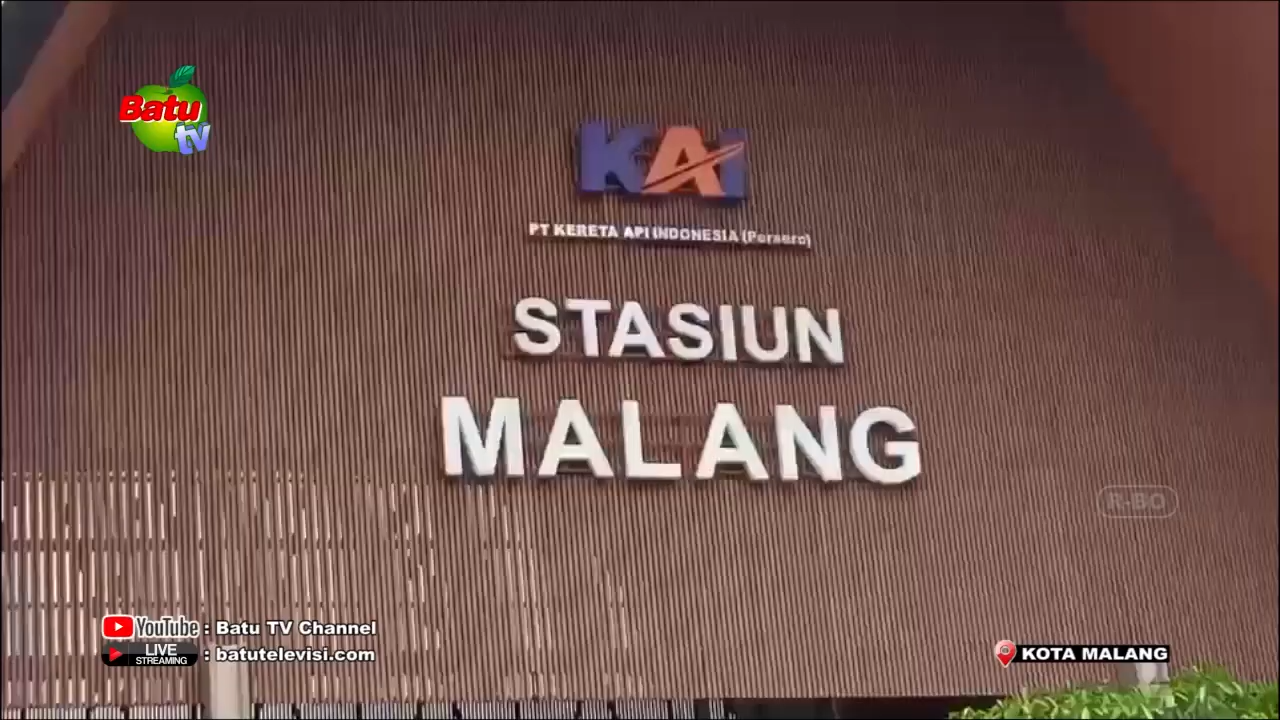 Batu
tv
KAI
PT KERETA API INDONESIA (Persero)
STASIUN
MALANG
R-BO
YouTube : Batu TV Channel
LIVE STREAMING : batutelevisi.com
KOTA MALANG